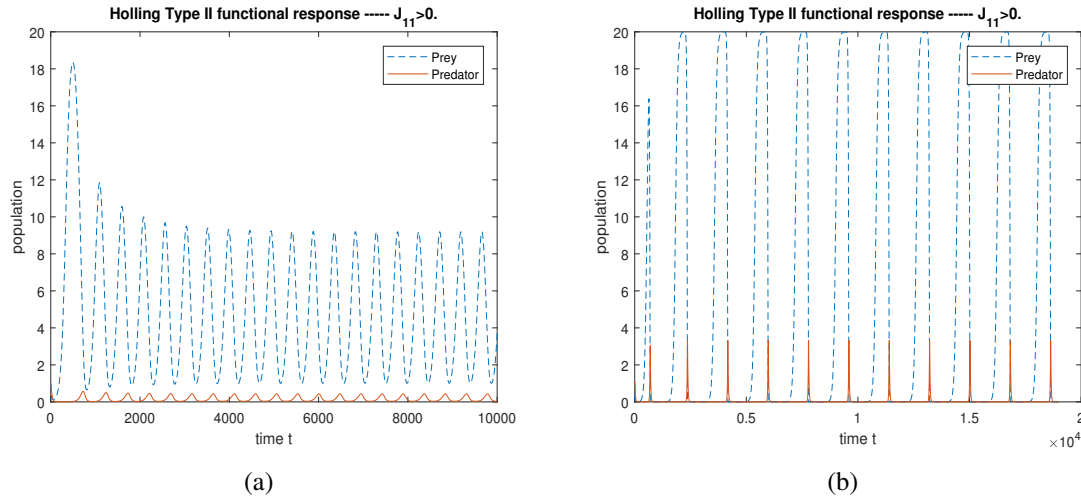 Holling Type II functional response ----- J_11>0.
20
18
16
14
12
10
8
6
4
2
0
population
0 2000 4000 6000 8000 10000
time t
Prey
Predator
(a)
Holling Type II functional response ----- J_11>0.
20
18
16
14
12
10
8
6
4
2
0
population
0 0.5 1 1.5 2
×10^4
time t
Prey
Predator
(b)